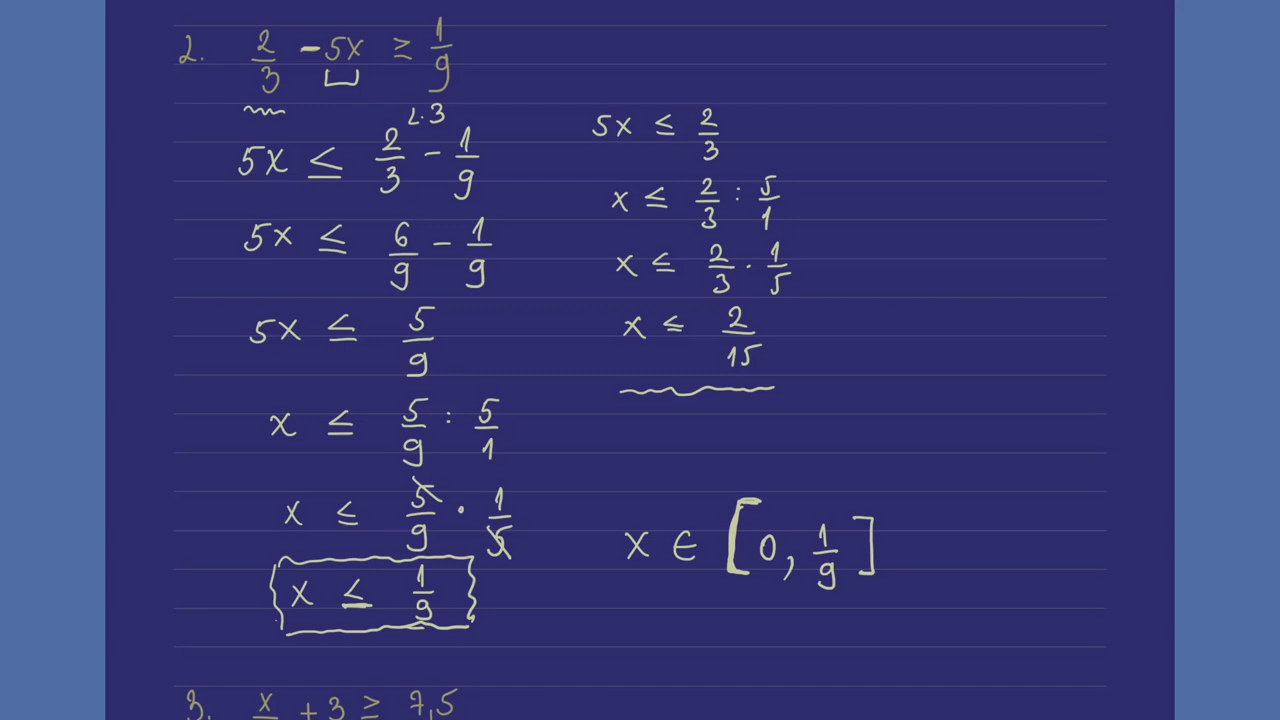 2. 2/3 - 5x ≥ 1/9
5x ≤ 2/3 - 1/9
5x ≤ 6/9 - 1/9
5x ≤ 5/9
x ≤ 5/9 : 5/1
x ≤ 5/9 · 1/5
x ≤ 1/9
5x ≤ 2/3
x ≤ 2/3 : 5/1
x ≤ 2/3 · 1/5
x ≤ 2/15
x ∈ [0, 1/9]
3. x + 3 ≥ 7,5